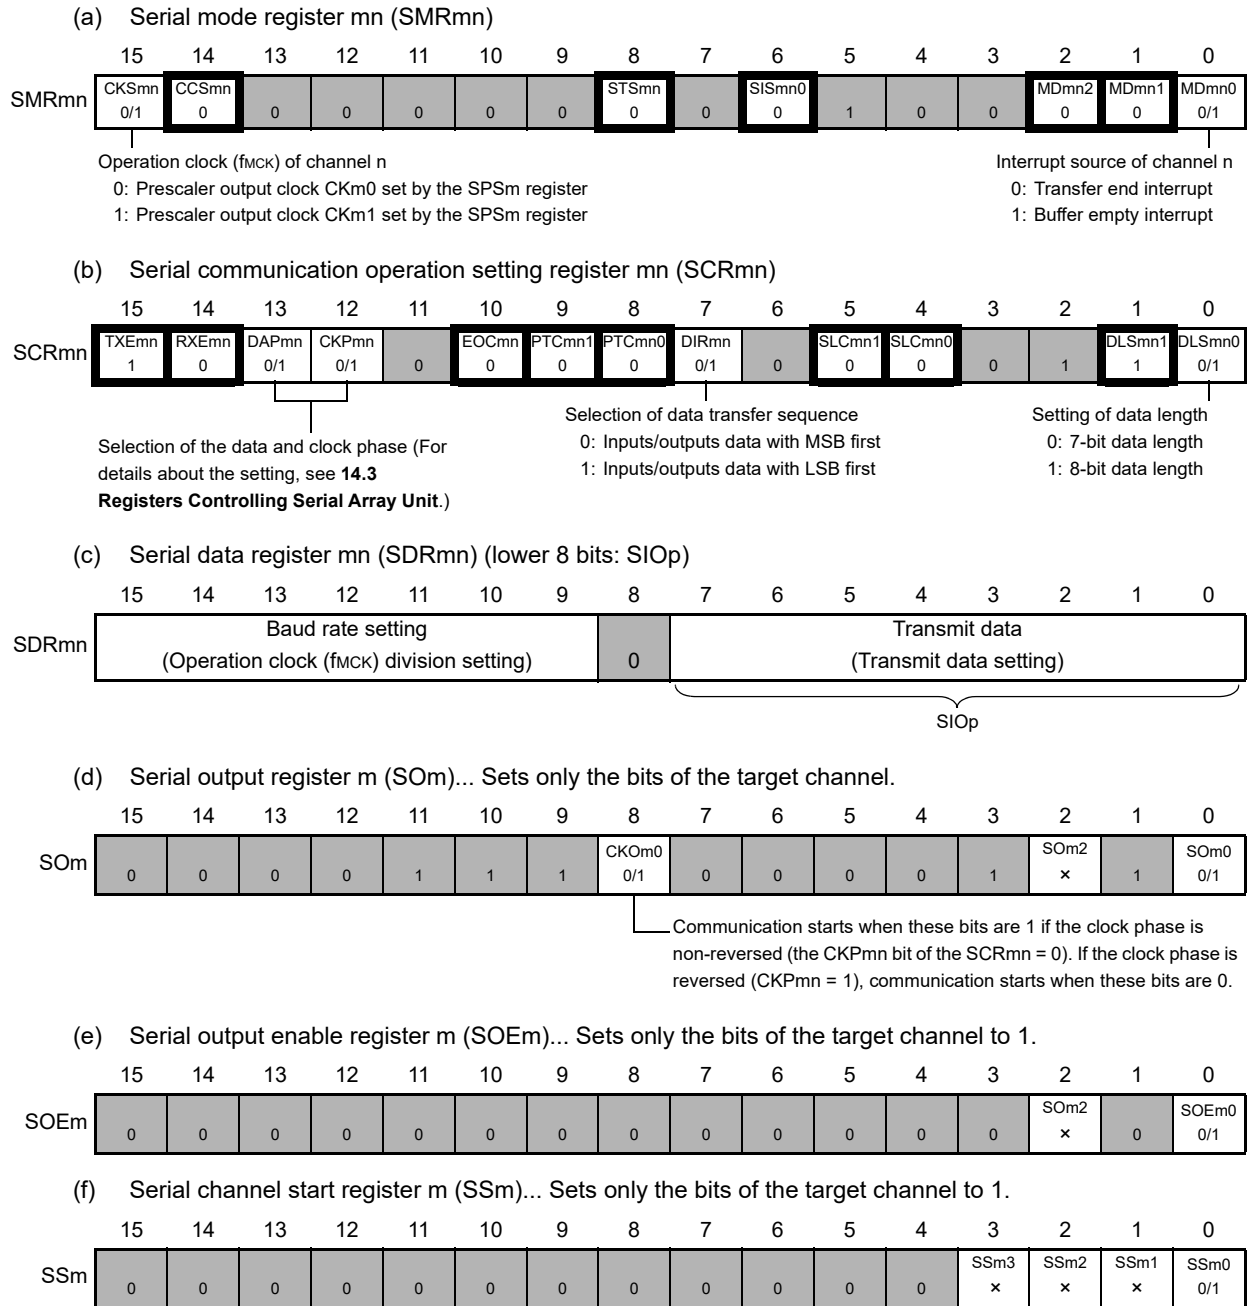 (a) Serial mode register mn (SMRmn)
15 14 13 12 11 10 9 8 7 6 5 4 3 2 1 0
CKSmn CCSmn STSmn SISmn0 MDmn2 MDmn1 MDmn0
SMRmn
0/1 0 0 0 0 0 0 0 0 0 1 0 0 0 0 0/1
Operation clock (fMCK) of channel n
0: Prescaler output clock CKm0 set by the SPSm register
1: Prescaler output clock CKm1 set by the SPSm register
Interrupt source of channel n
0: Transfer end interrupt
1: Buffer empty interrupt
(b) Serial communication operation setting register mn (SCRmn)
15 14 13 12 11 10 9 8 7 6 5 4 3 2 1 0
TXEmn RXEmn DAPmn CKPmn EOCmn PTCmn1 PTCmn0 DIRmn SLCmn1 SLCmn0 DLSmn1 DLSmn0
SCRmn
1 0 0/1 0/1 0 0 0 0 0/1 0 0 0 0 1 1 0/1
Selection of the data and clock phase (For
details about the setting, see 14.3
Registers Controlling Serial Array Unit.)
Selection of data transfer sequence
0: Inputs/outputs data with MSB first
1: Inputs/outputs data with LSB first
Setting of data length
0: 7-bit data length
1: 8-bit data length
(c) Serial data register mn (SDRmn) (lower 8 bits: SIOp)
15 14 13 12 11 10 9 8 7 6 5 4 3 2 1 0
SDRmn
Baud rate setting
(Operation clock (fMCK) division setting)
0
Transmit data
(Transmit data setting)
SIOp
(d) Serial output register m (SOm)... Sets only the bits of the target channel.
15 14 13 12 11 10 9 8 7 6 5 4 3 2 1 0
CKOm0 SOm2 SOm0
SOm
0 0 0 0 1 1 1 0/1 0 0 0 0 1 × 1 0/1
Communication starts when these bits are 1 if the clock phase is
non-reversed (the CKPmn bit of the SCRmn = 0). If the clock phase is
reversed (CKPmn = 1), communication starts when these bits are 0.
(e) Serial output enable register m (SOEm)... Sets only the bits of the target channel to 1.
15 14 13 12 11 10 9 8 7 6 5 4 3 2 1 0
SOm2 SOEm0
SOEm
0 0 0 0 0 0 0 0 0 0 0 0 0 × 0 0/1
(f) Serial channel start register m (SSm)... Sets only the bits of the target channel to 1.
15 14 13 12 11 10 9 8 7 6 5 4 3 2 1 0
SSm3 SSm2 SSm1 SSm0
SSm
0 0 0 0 0 0 0 0 0 0 0 0 × × × 0/1